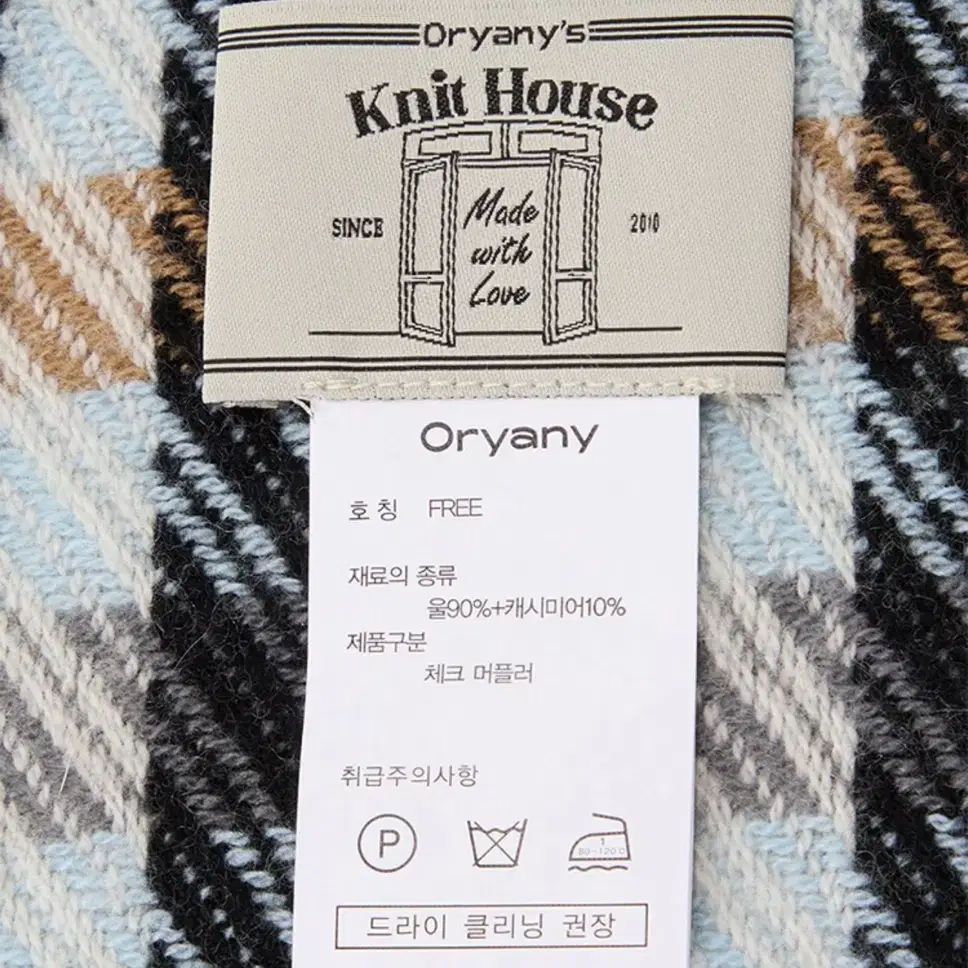 Oryany's
Knit House
SINCE
Made
with
Love
2010
Oryany
호칭 FREE
재료의 종류
울90%+캐시미어10%
제품구분
체크 머플러
취급주의사항
P
80~120℃
드라이 클리닝 권장